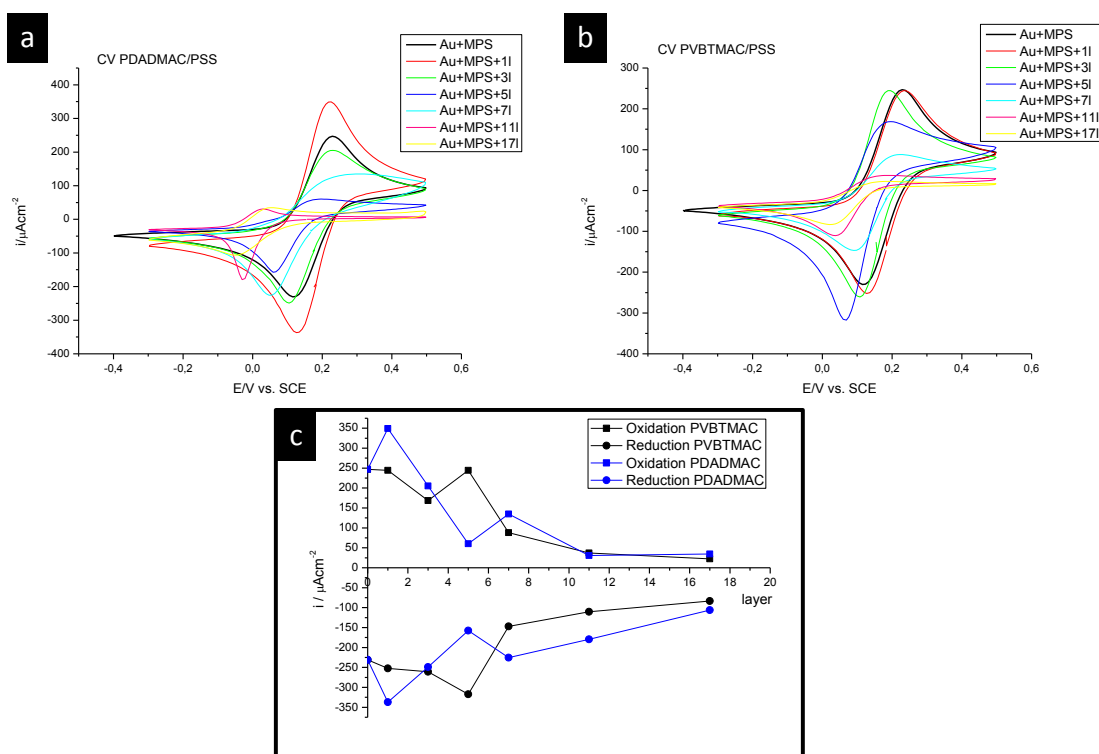 a
CV PDADMAC/PSS
Au+MPS
Au+MPS+1l
Au+MPS+3l
Au+MPS+5l
Au+MPS+7l
Au+MPS+11l
Au+MPS+17l
400
300
200
100
0
-100
-200
-300
-400
i/µAcm-2
-0,4
-0,2
0,0
0,2
0,4
0,6
E/V vs. SCE
b
CV PVBTMAC/PSS
Au+MPS
Au+MPS+1l
Au+MPS+3l
Au+MPS+5l
Au+MPS+7l
Au+MPS+11l
Au+MPS+17l
300
200
100
0
-100
-200
-300
-400
i/µAcm-2
-0,4
-0,2
0,0
0,2
0,4
0,6
E/V vs. SCE
c
Oxidation PVBTMAC
Reduction PVBTMAC
Oxidation PDADMAC
Reduction PDADMAC
350
300
250
200
150
100
50
0
0 2 4 6 8 10 12 14 16 18 20
layer
-50
-100
-150
-200
-250
-300
-350
i / µAcm-2